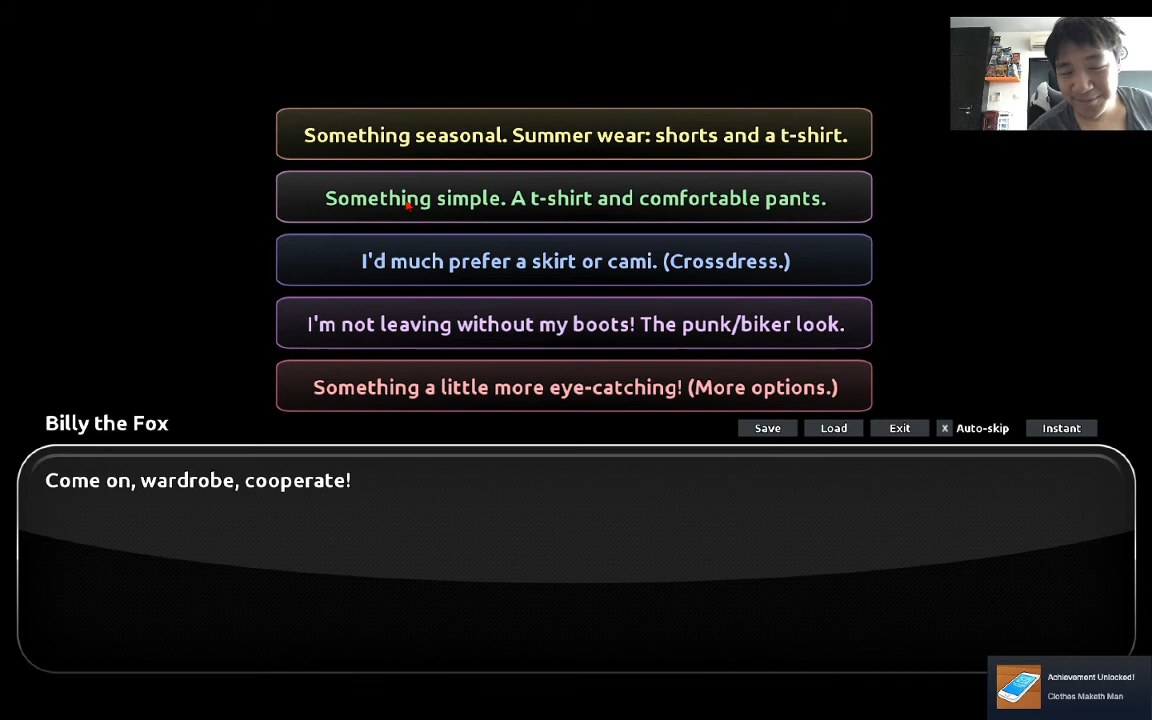 Something seasonal. Summer wear: shorts and a t-shirt.
Something simple. A t-shirt and comfortable pants.
I'd much prefer a skirt or cami. (Crossdress.)
I'm not leaving without my boots! The punk/biker look.
Something a little more eye-catching! (More options.)
Billy the Fox
Save Load Exit X Auto-skip Instant
Come on, wardrobe, cooperate!
Achievement Unlocked!
Clothes Maketh Man